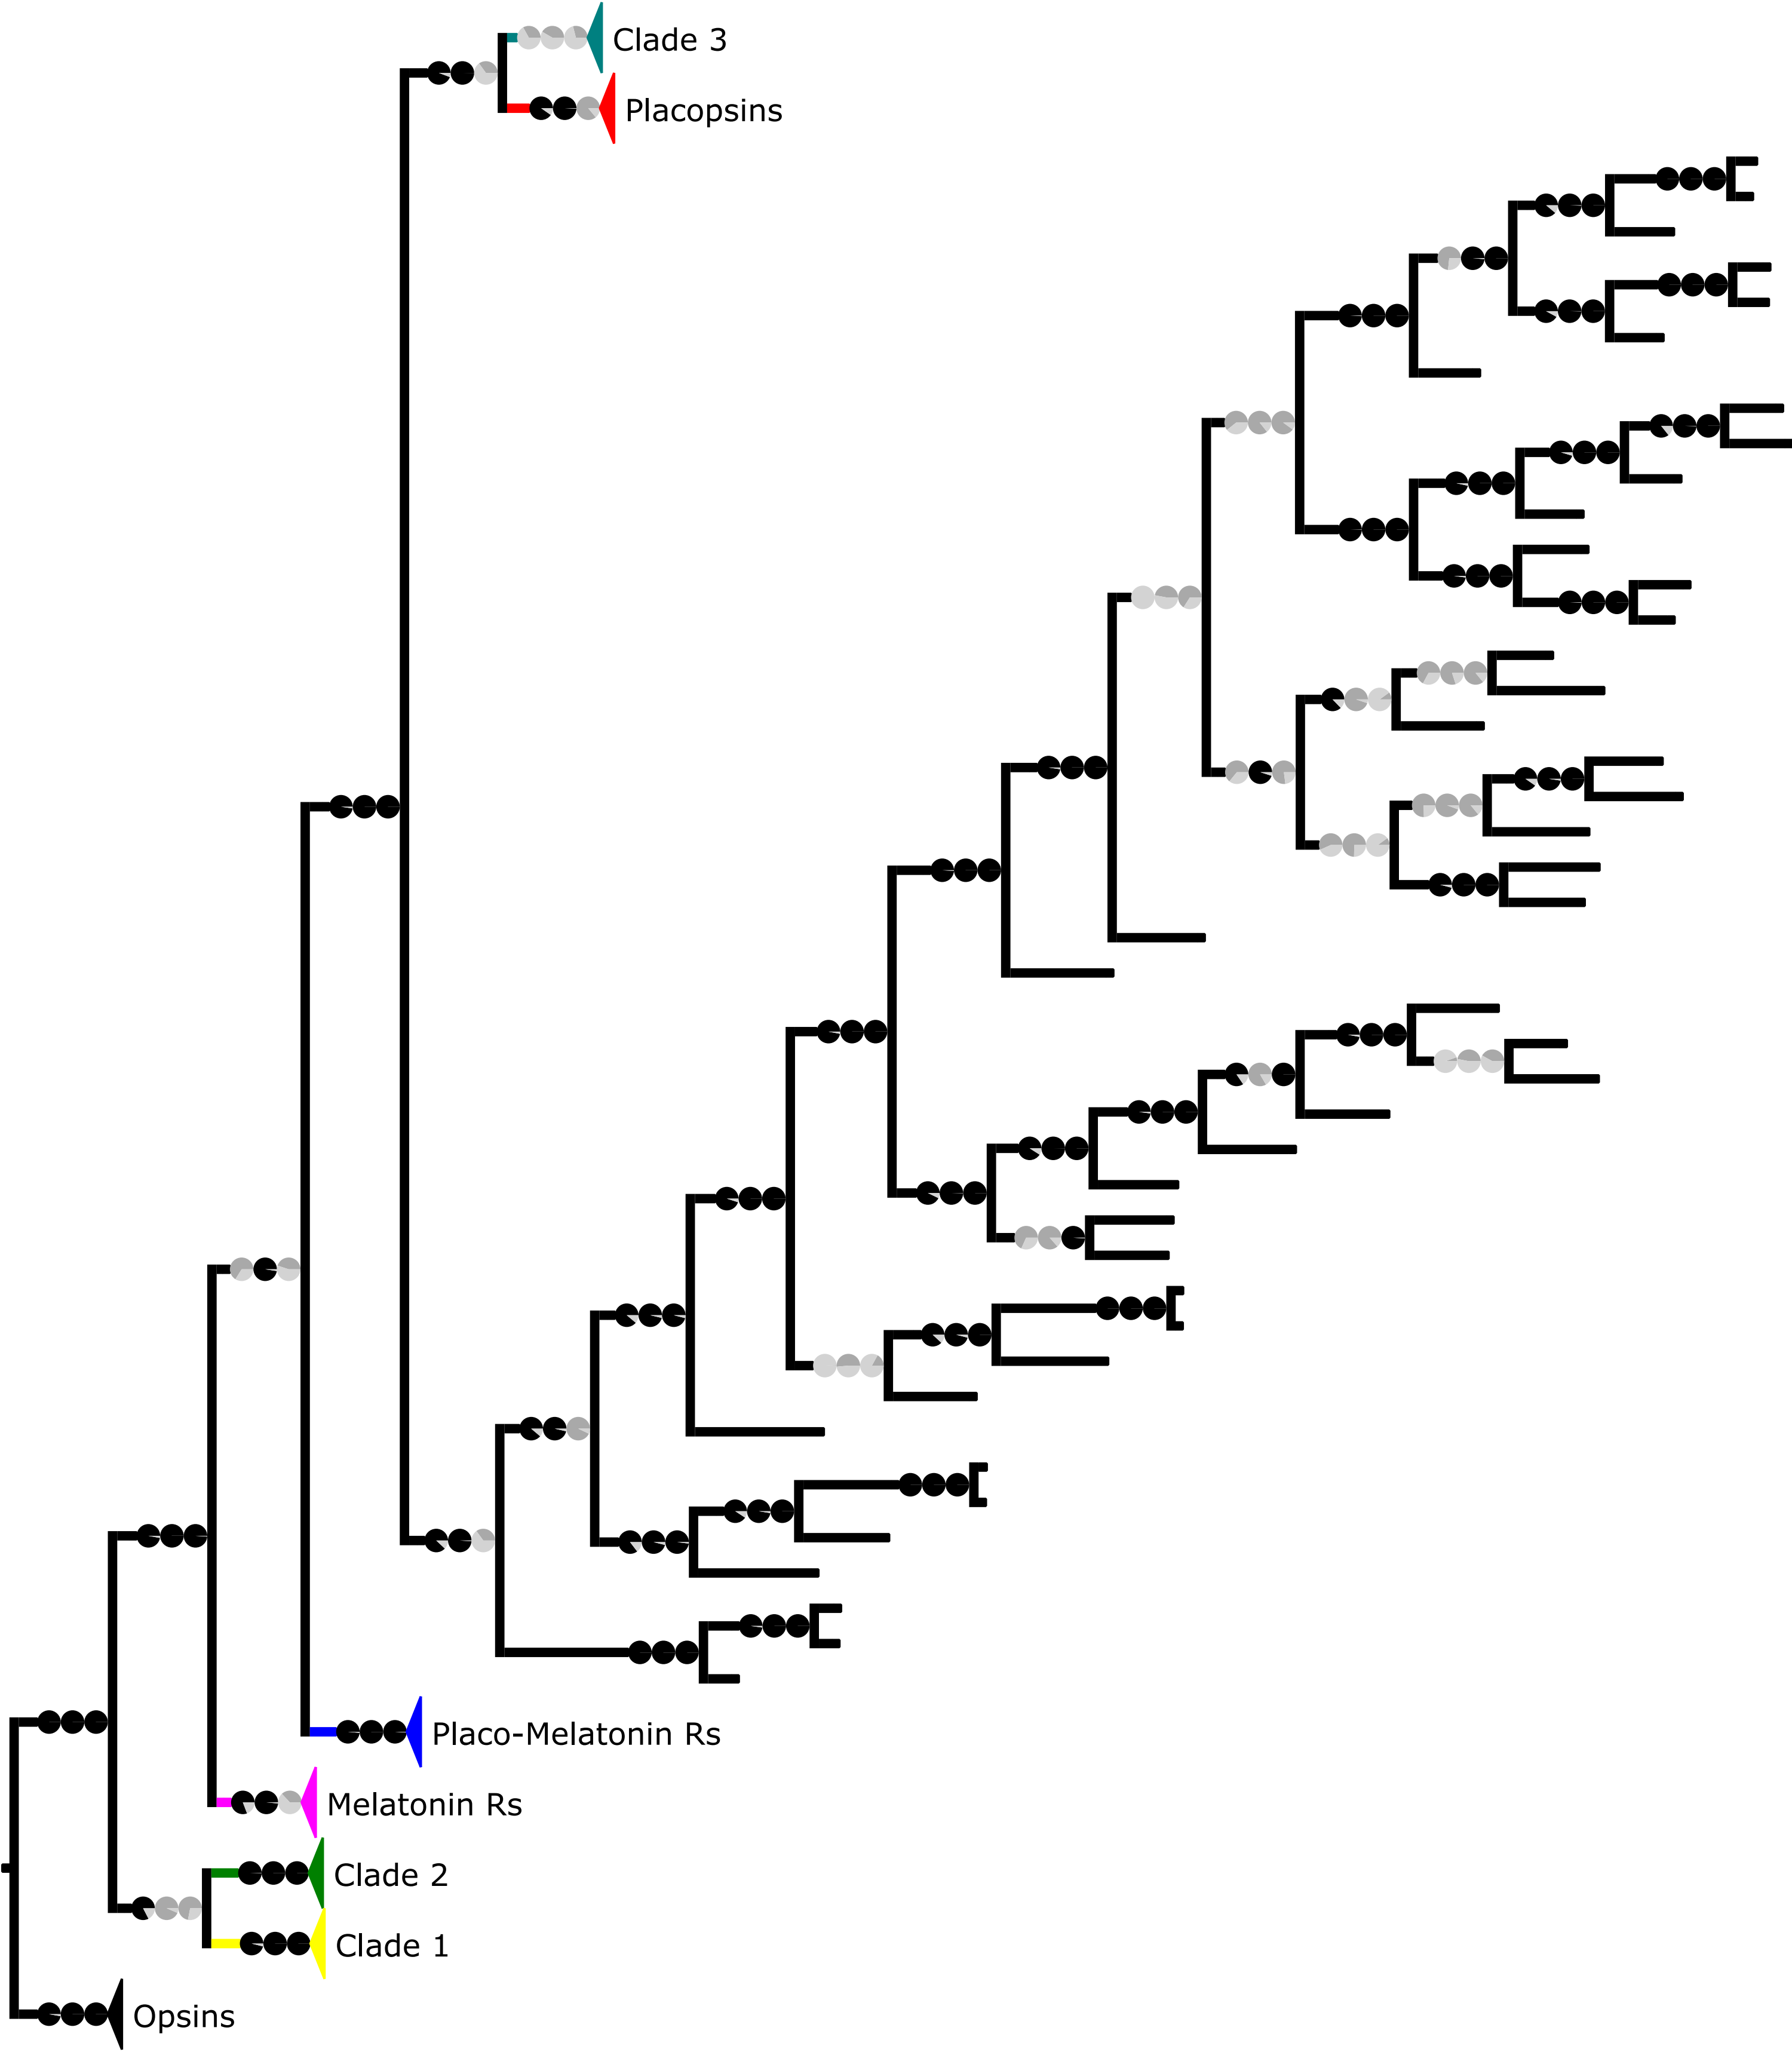 Clade 3
Placopsins
Placo-Melatonin Rs
Melatonin Rs
Clade 2
Clade 1
Opsins